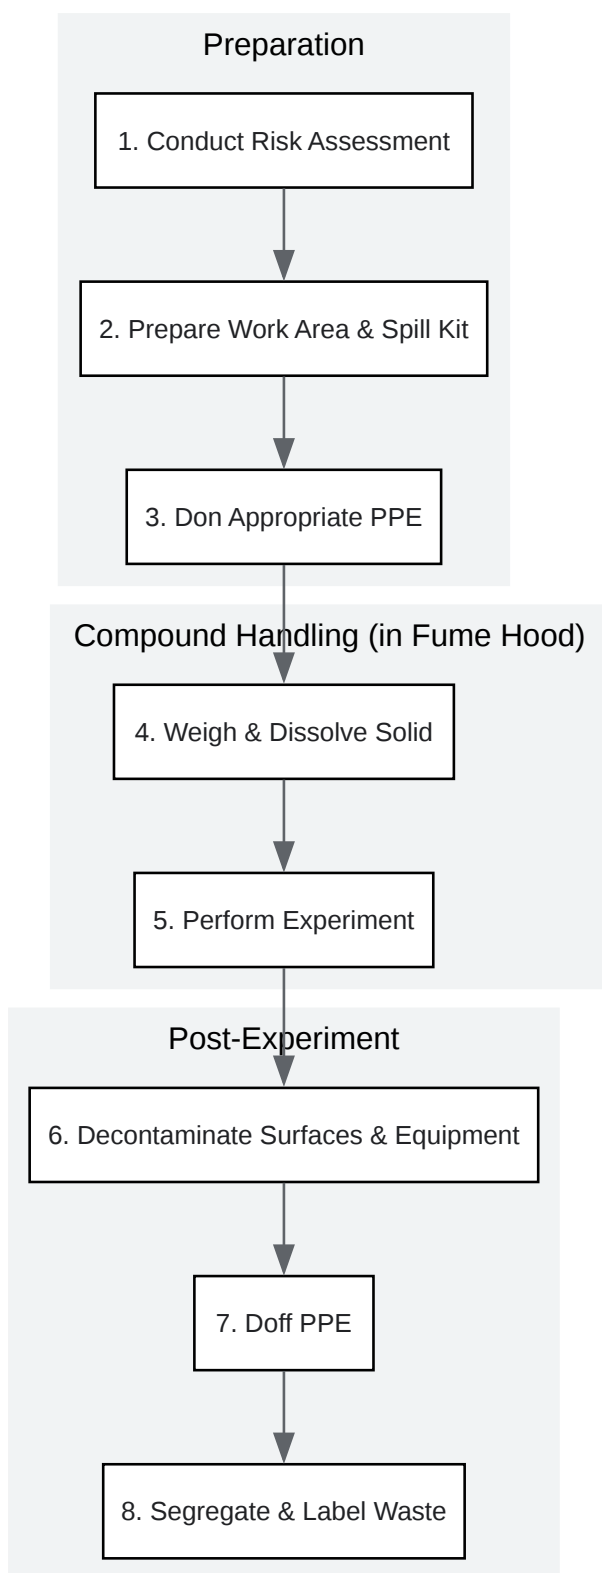 Preparation
1. Conduct Risk Assessment
2. Prepare Work Area & Spill Kit
3. Don Appropriate PPE
Compound Handling (in Fume Hood)
4. Weigh & Dissolve Solid
5. Perform Experiment
Post-Experiment
6. Decontaminate Surfaces & Equipment
7. Doff PPE
8. Segregate & Label Waste